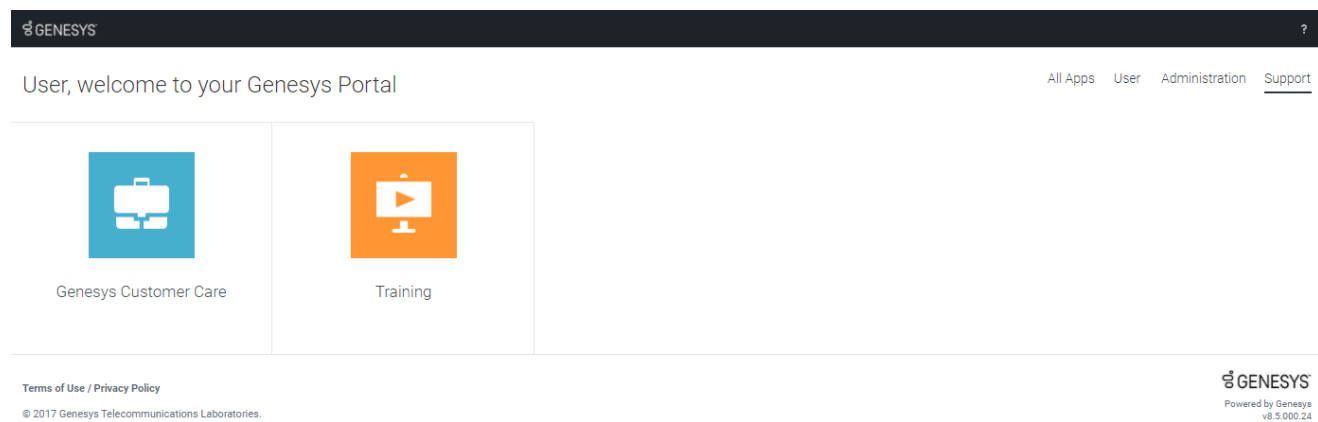 GENESYS
?
User, welcome to your Genesys Portal
All Apps User Administration Support
Genesys Customer Care
Training
Terms of Use / Privacy Policy
© 2017 Genesys Telecommunications Laboratories.
GENESYS
Powered by Genesys
v8.5.000.24